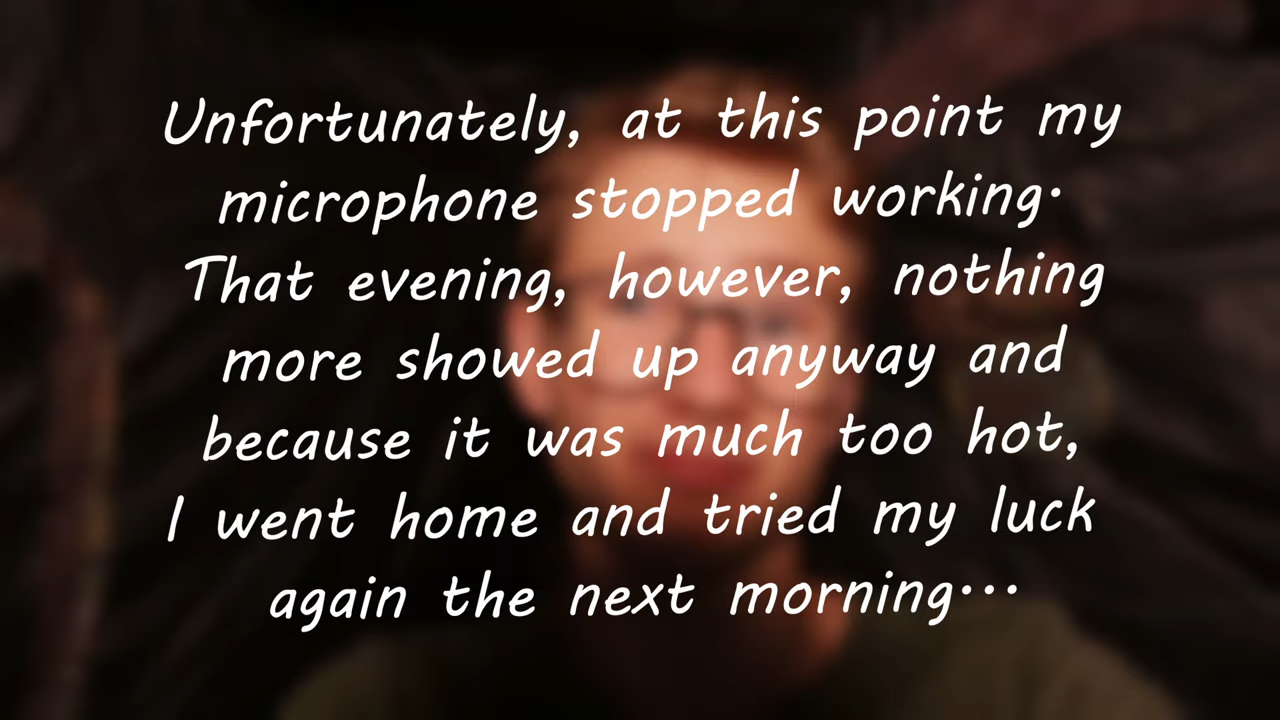 Unfortunately, at this point my
microphone stopped working.
That evening, however, nothing
more showed up anyway and
because it was much too hot,
I went home and tried my luck
again the next morning...